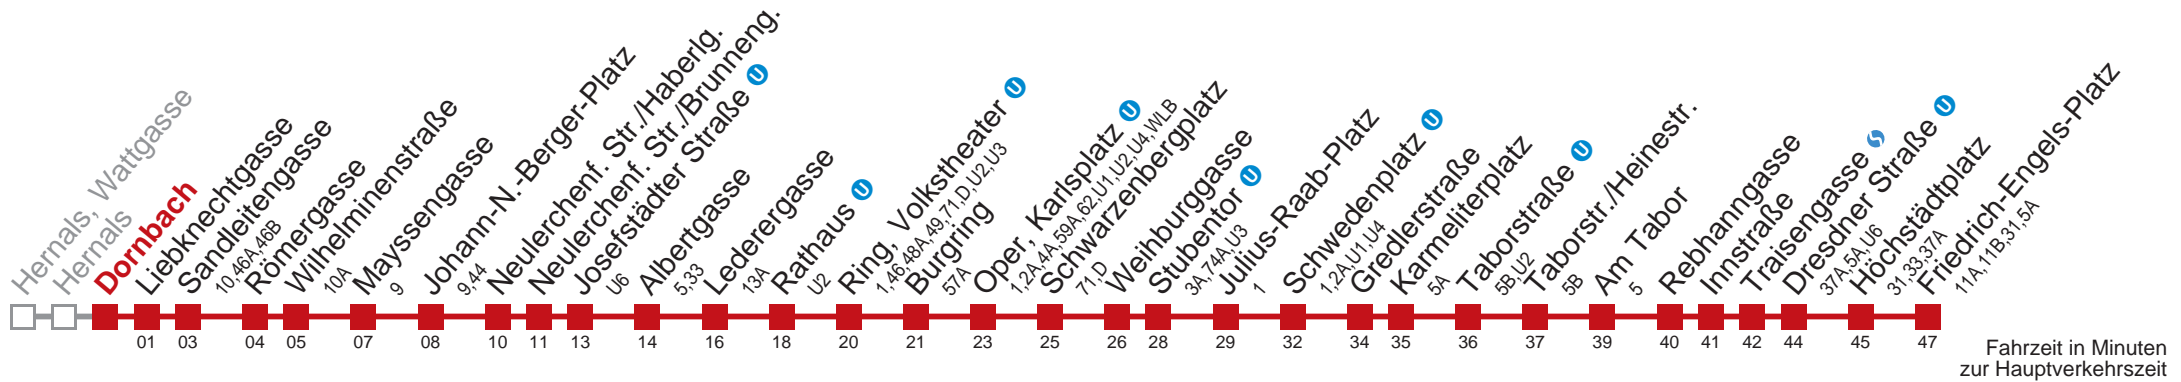 Hernals, Wattgasse
Hernals
Dornbach
Liebknechtgasse
01
Sandleitengasse
10,46A,46B
03
Römergasse
04
Wilhelminenstraße
10A
05
Mayssengasse
9
07
Johann-N.-Berger-Platz
9,44
08
Neulerchenf. Str./Haberlg.
10
Neulerchenf. Str./Brunneng.
11
Josefstädter Straße U
U6
13
Albertgasse
5,33
14
Lederergasse
13A
16
Rathaus U
U2
18
Ring, Volkstheater U
1,46,48A,49,71,D,U2,U3
20
Burgring
57A
21
Oper, Karlsplatz U
1,2A,4A,59A,62,U1,U2,U4,WLB
23
Schwarzenbergplatz
71,D
25
Weihburggasse
26
Stubentor U
3A,74A,U3
28
Julius-Raab-Platz
1
29
Schwedenplatz U
1,2A,U1,U4
32
Gredlerstraße
34
Karmeliterplatz
5A
35
Taborstraße U
5B,U2
36
Taborstr./Heinestr.
5B
37
Am Tabor
5
39
Rebhanngasse
40
Innstraße
41
Traisengasse
42
Dresdner Straße U
37A,5A,U6
44
Höchstädtplatz
31,33,37A
45
Friedrich-Engels-Platz
11A,11B,31,5A
47
Fahrzeit in Minuten
zur Hauptverkehrszeit